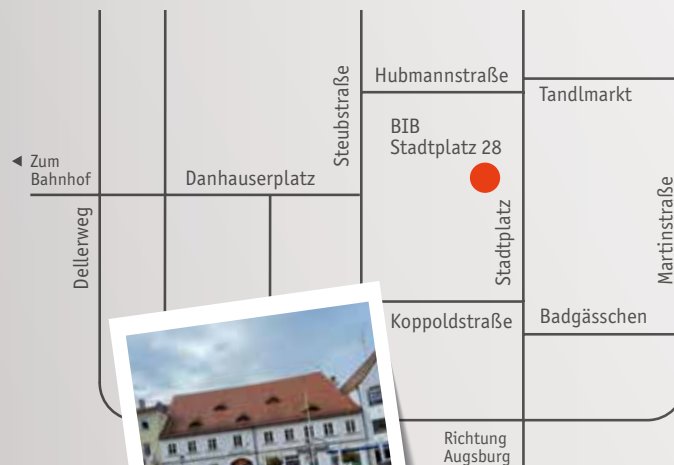 Hubmannstraße
Tandlmarkt
Steubstraße
BIB
Stadtplatz 28
◄ Zum
Bahnhof
Danhauserplatz
Dellerweg
Stadtplatz
Martinstraße
Koppoldstraße
Badgässchen
Richtung
Augsburg